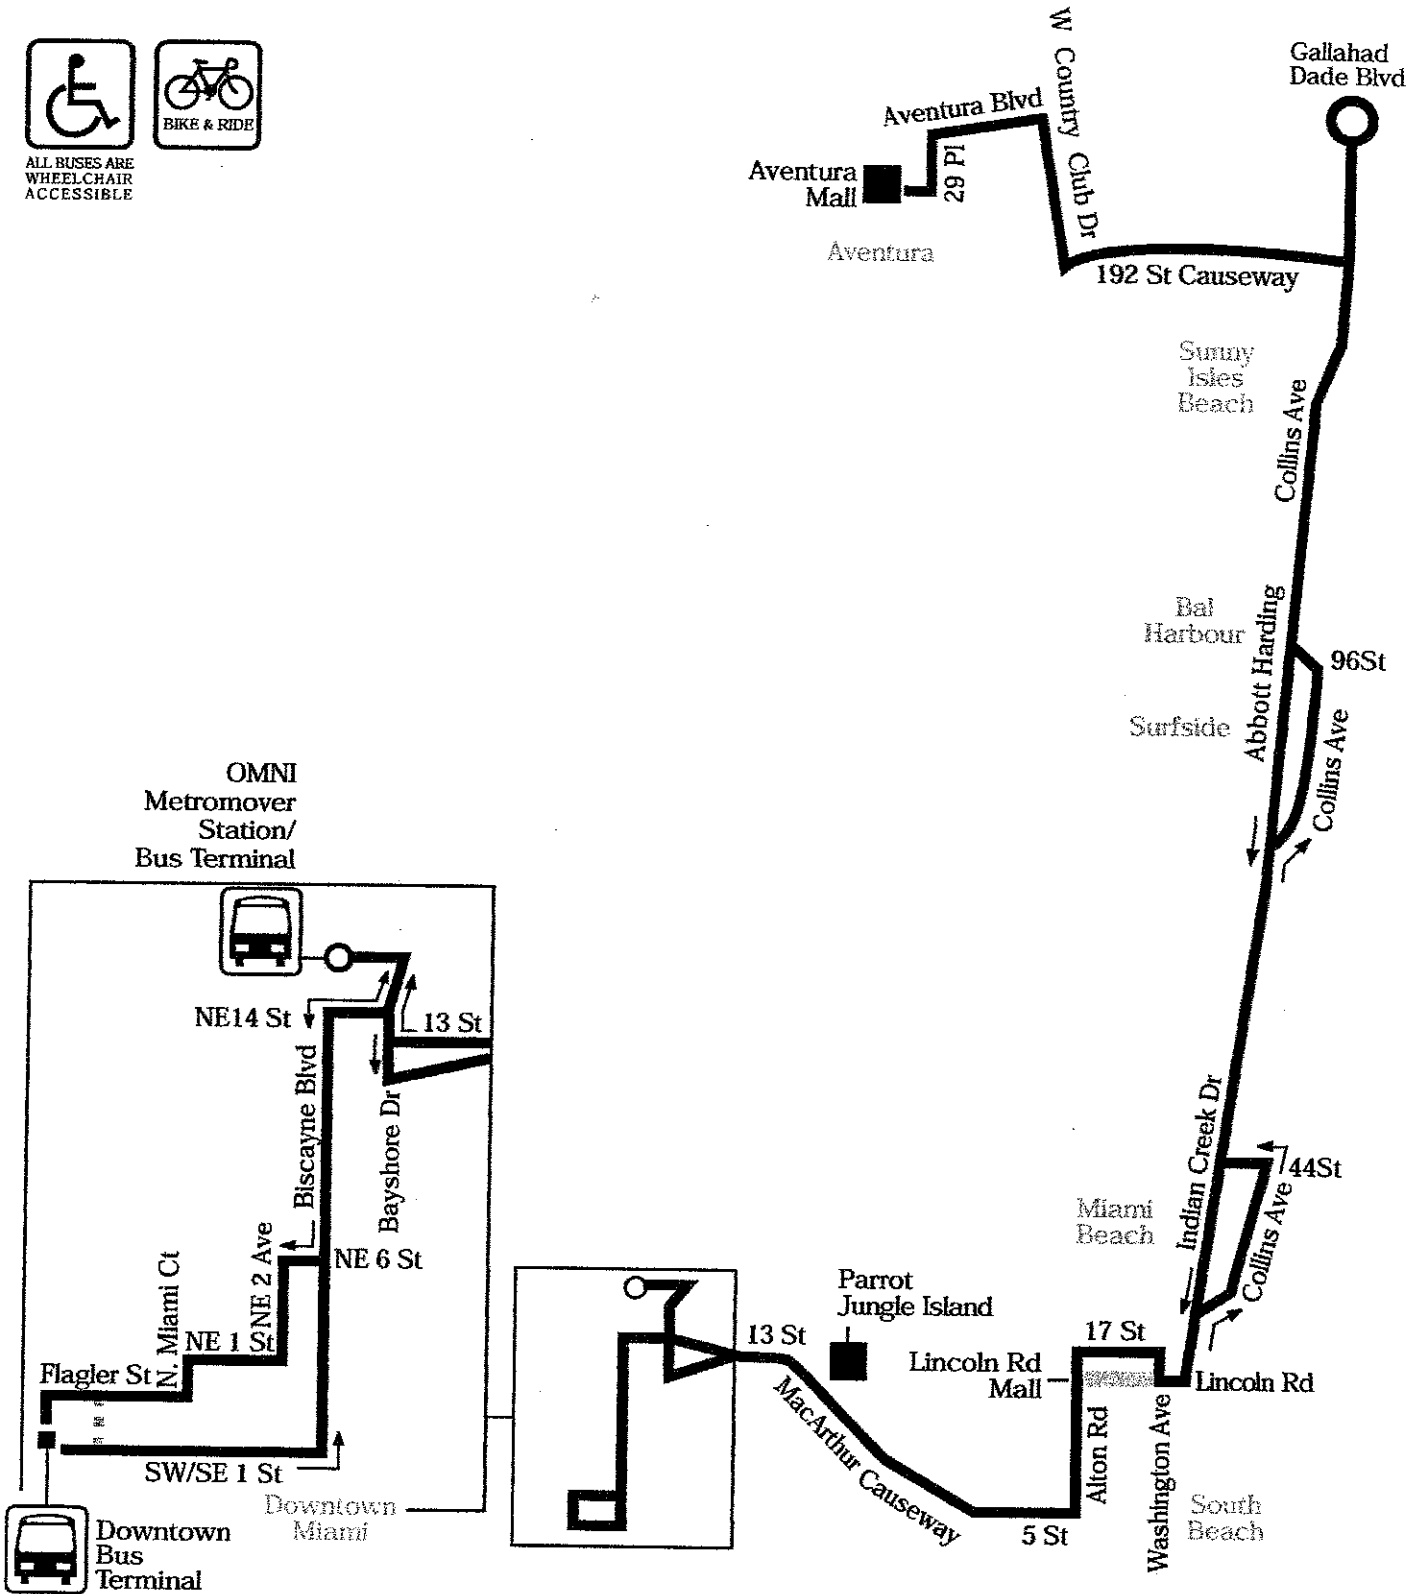 BIKE & RIDE
ALL BUSES ARE
WHEELCHAIR
ACCESSIBLE
W Country Club Dr
Gallahad
Dade Blvd
Aventura Blvd
29 Pl
Aventura
Mall
Aventura
192 St Causeway
Sunny
Isles
Beach
Collins Ave
Bal
Harbour
Abbott Harding
96St
Surfside
Collins Ave
OMNI
Metromover
Station/
Bus Terminal
NE14 St
13 St
Biscayne Blvd
Bayshore Dr
Indian Creek Dr
44St
Collins Ave
Miami
Beach
NE 2 Ave
NE 6 St
N. Miami Ct
NE 1 St
Flagler St
Parrot
Jungle Island
13 St
17 St
Lincoln Rd
Mall
Lincoln Rd
MacArthur Causeway
Alton Rd
Washington Ave
SW/SE 1 St
Downtown
Miami
5 St
South
Beach
Downtown
Bus
Terminal